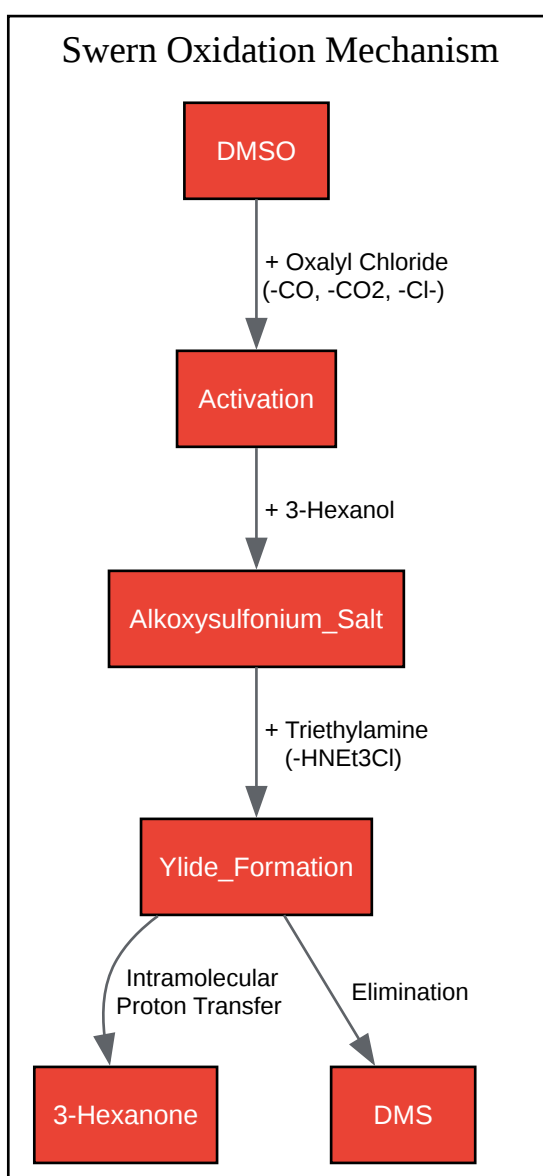 Swern Oxidation Mechanism
DMSO
+ Oxalyl Chloride
(-CO, -CO2, -Cl-)
Activation
+ 3-Hexanol
Alkoxysulfonium_Salt
+ Triethylamine
(-HNEt3Cl)
Ylide_Formation
Intramolecular
Proton Transfer
Elimination
3-Hexanone
DMS